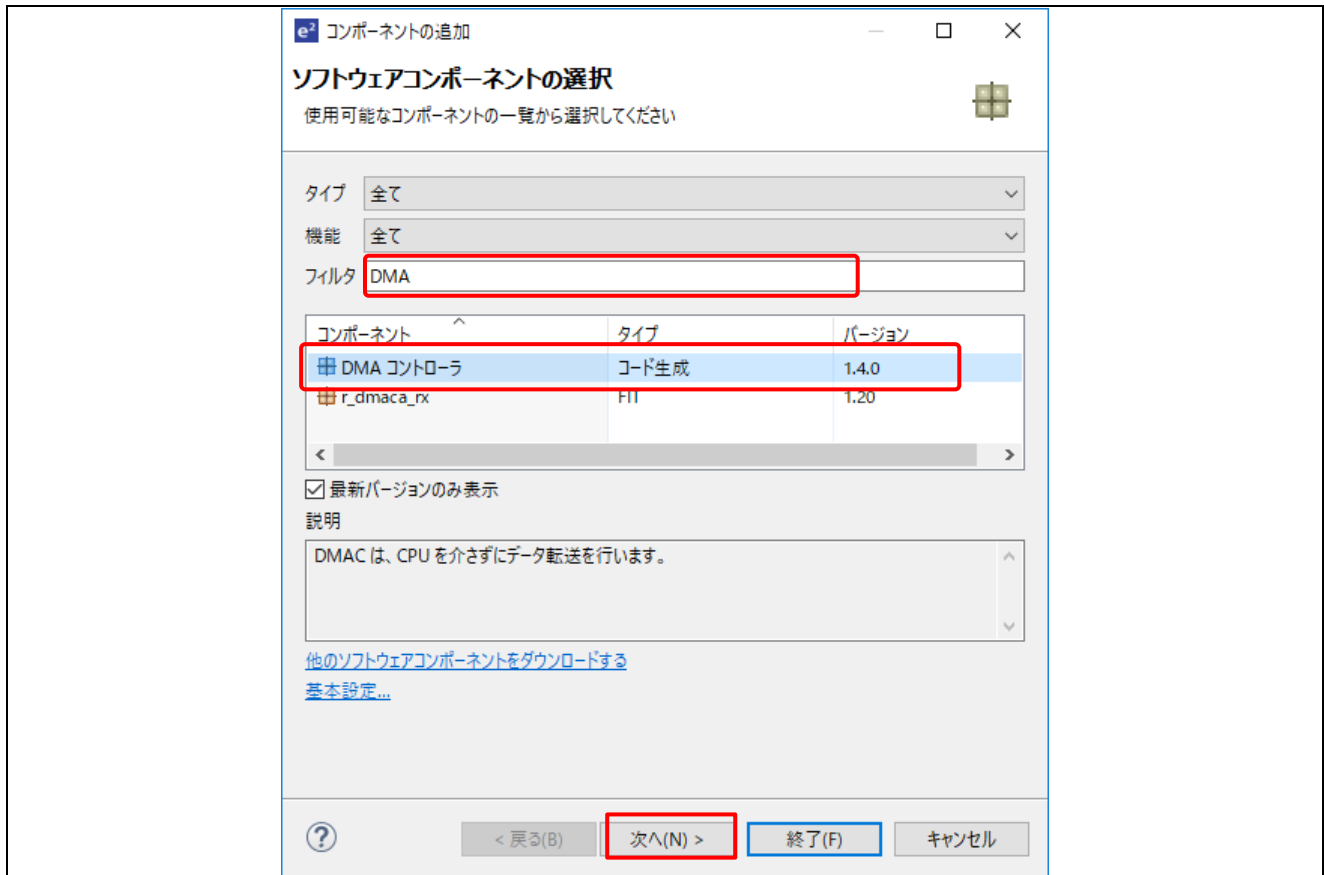 e² コンポーネントの追加
ソフトウェアコンポーネントの選択
使用可能なコンポーネントの一覧から選択してください
タイプ 全て
機能 全て
フィルタ DMA
コンポーネント タイプ バージョン
DMA コントローラ コード生成 1.4.0
r_dmaca_rx FIT 1.20
最新バージョンのみ表示
説明
DMAC は、CPU を介さずにデータ転送を行います。
他のソフトウェアコンポーネントをダウンロードする
基本設定...
? < 戻る(B) 次へ(N) > 終了(F) キャンセル